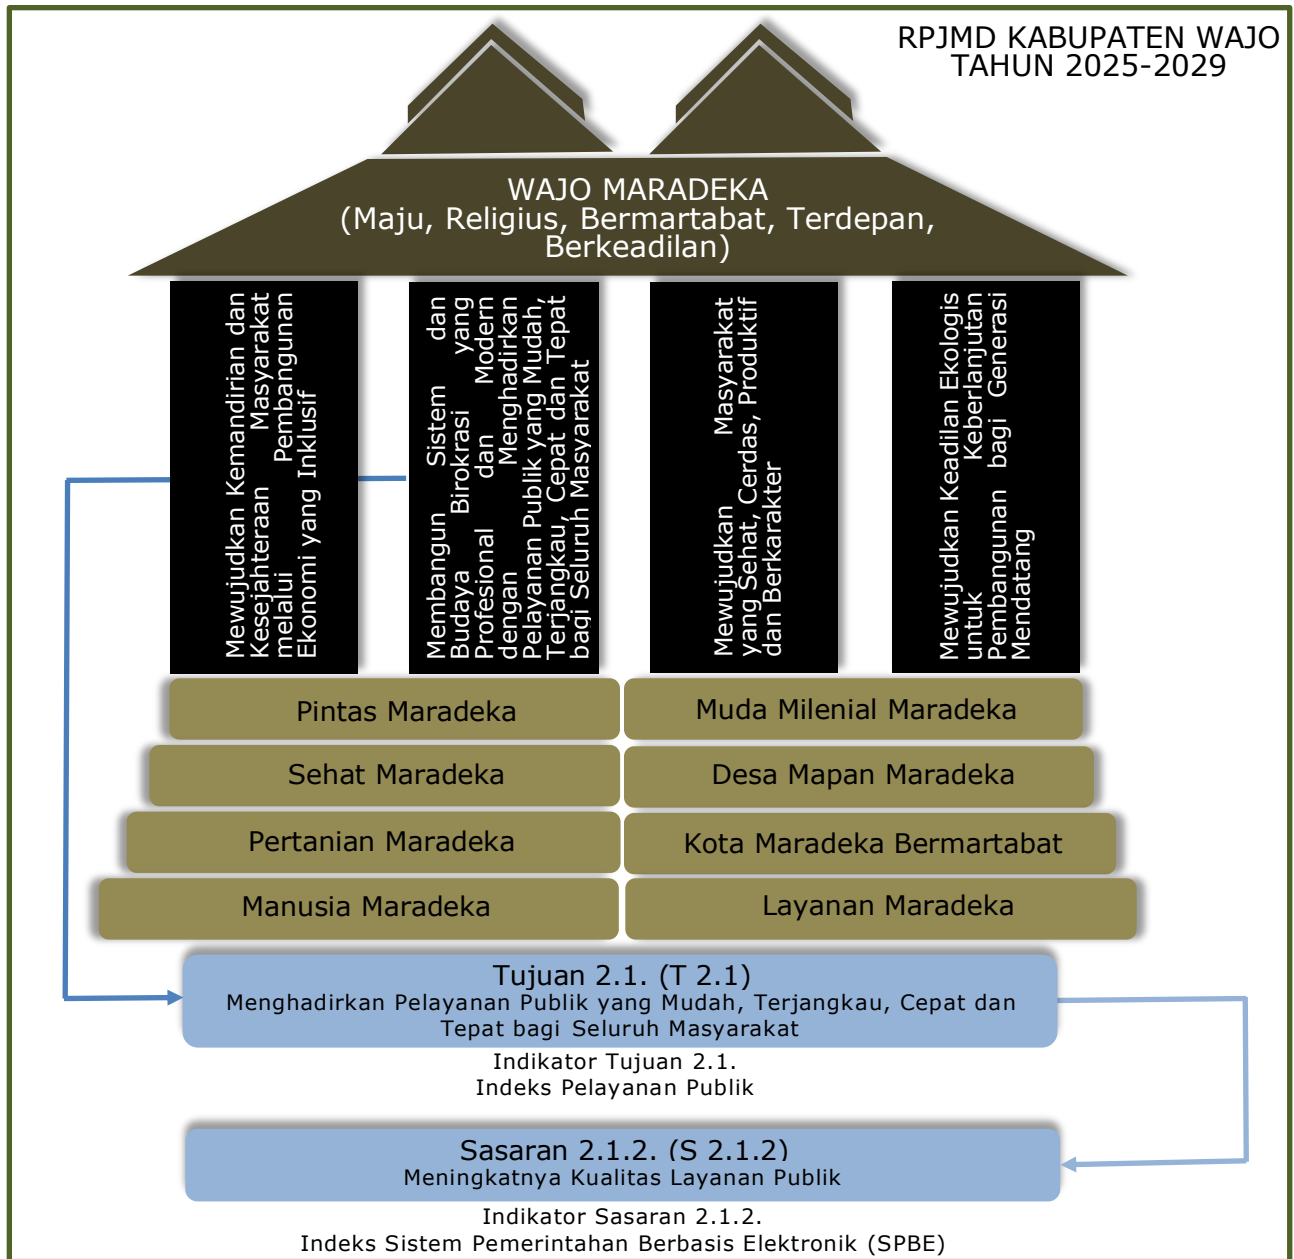 RPJMD KABUPATEN WAJO
TAHUN 2025-2029
WAJO MARADEKA
(Maju, Religius, Bermartabat, Terdepan,
Berkeadilan)
Mewujudkan Kemandirian dan
Kesejahteraan Masyarakat
melalui Pembangunan
Ekonomi yang Inklusif
Membangun Sistem dan
Budaya Birokrasi yang
Profesional dan Modern
dengan Menghadirkan
Pelayanan Publik yang Mudah,
Terjangkau, Cepat dan Tepat
bagi Seluruh Masyarakat
Mewujudkan Masyarakat
yang Sehat, Cerdas, Produktif
dan Berkarakter
Mewujudkan Keadilan Ekologis
untuk Keberlanjutan
Pembangunan bagi Generasi
Mendatang
Pintas Maradeka
Muda Milenial Maradeka
Sehat Maradeka
Desa Mapan Maradeka
Pertanian Maradeka
Kota Maradeka Bermartabat
Manusia Maradeka
Layanan Maradeka
Tujuan 2.1. (T 2.1)
Menghadirkan Pelayanan Publik yang Mudah, Terjangkau, Cepat dan
Tepat bagi Seluruh Masyarakat
Indikator Tujuan 2.1.
Indeks Pelayanan Publik
Sasaran 2.1.2. (S 2.1.2)
Meningkatnya Kualitas Layanan Publik
Indikator Sasaran 2.1.2.
Indeks Sistem Pemerintahan Berbasis Elektronik (SPBE)